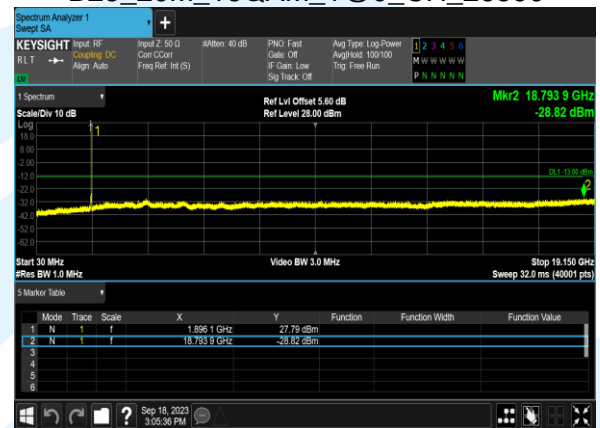 Spectrum Analyzer 1
Swept SA
KEYSIGHT Input: RF Input Z: 50 Ω #Atten: 40 dB PNO: Fast Avg Type: Log-Power 1 2 3 4 5 6
RLT Coupling: DC Corr CCorr Gate: Off Avg|Hold: 100/100 M W W W W W
Align: Auto Freq Ref: Int (S) IF Gain: Low Trig: Free Run
Sig Track: Off P N N N N N
1 Spectrum Ref Lvl Offset 5.60 dB Mkr2 18.793 9 GHz
Scale/Div 10 dB Ref Level 28.00 dBm -28.82 dBm
Log
18.0
8.00
-2.00
-12.0
-22.0
-32.0
-42.0
-52.0
-62.0
1
DL1 -13.00 dBm
2
Start 30 MHz Video BW 3.0 MHz Stop 19.150 GHz
#Res BW 1.0 MHz Sweep 32.0 ms (40001 pts)
5 Marker Table
Mode Trace Scale X Y Function Function Width Function Value
1 N 1 f 1.896 1 GHz 27.79 dBm
2 N 1 f 18.793 9 GHz -28.82 dBm
3
4
5
6
Sep 18, 2023
3:05:36 PM